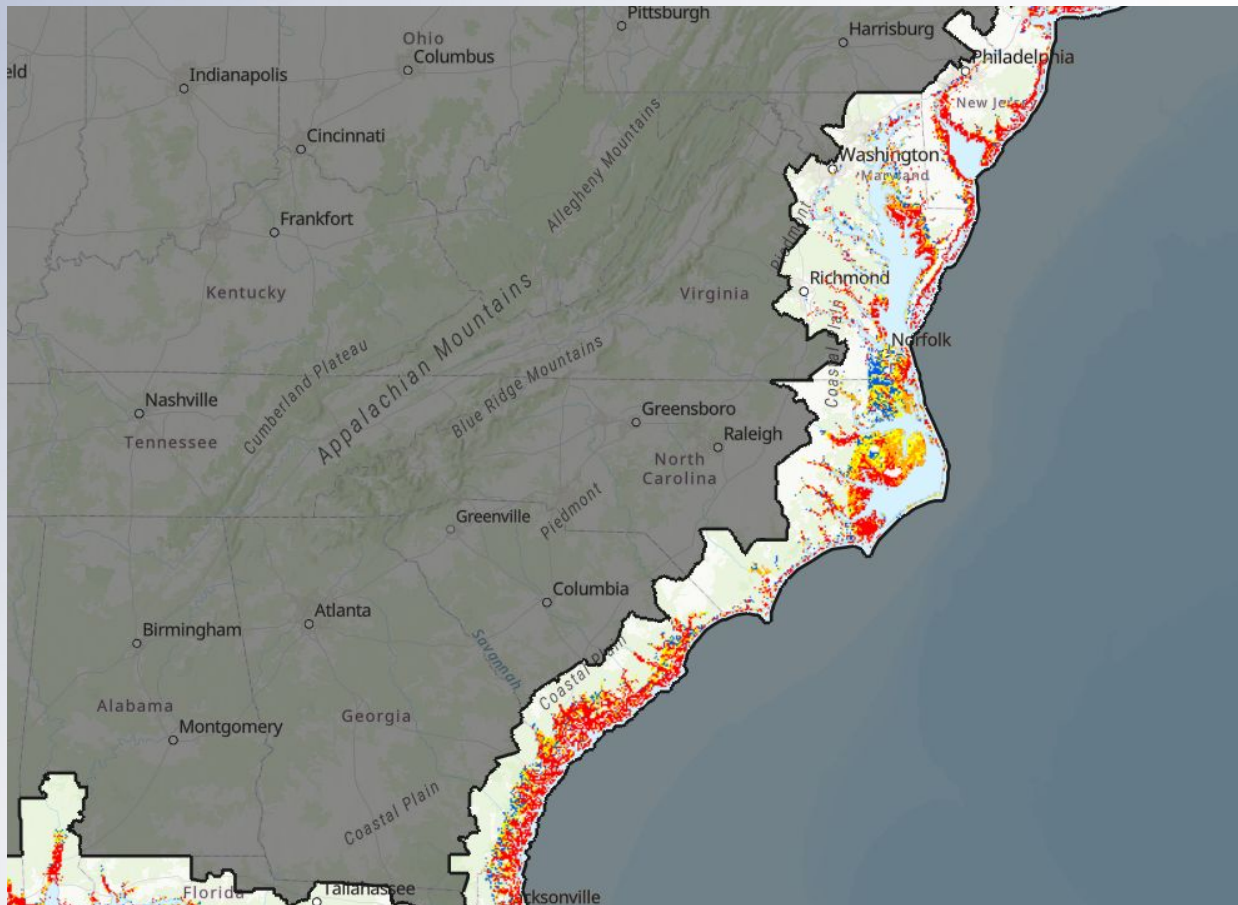 Pittsburgh
Harrisburg
Ohio
Columbus
eld
Indianapolis
Philadelphia
New Jersey
Allegheny Mountains
Cincinnati
Washington
Maryland
Frankfort
Piedmont
Kentucky
Virginia
Richmond
Appalachian Mountains
Coastal Plain
Norfolk
Cumberland Plateau
Blue Ridge Mountains
Nashville
Tennessee
Greensboro
Raleigh
North
Carolina
Greenville
Piedmont
Columbia
Atlanta
Birmingham
Savannah
Coastal Plain
Alabama
Georgia
Montgomery
Coastal Plain
Florida
Tallahassee
cksonville